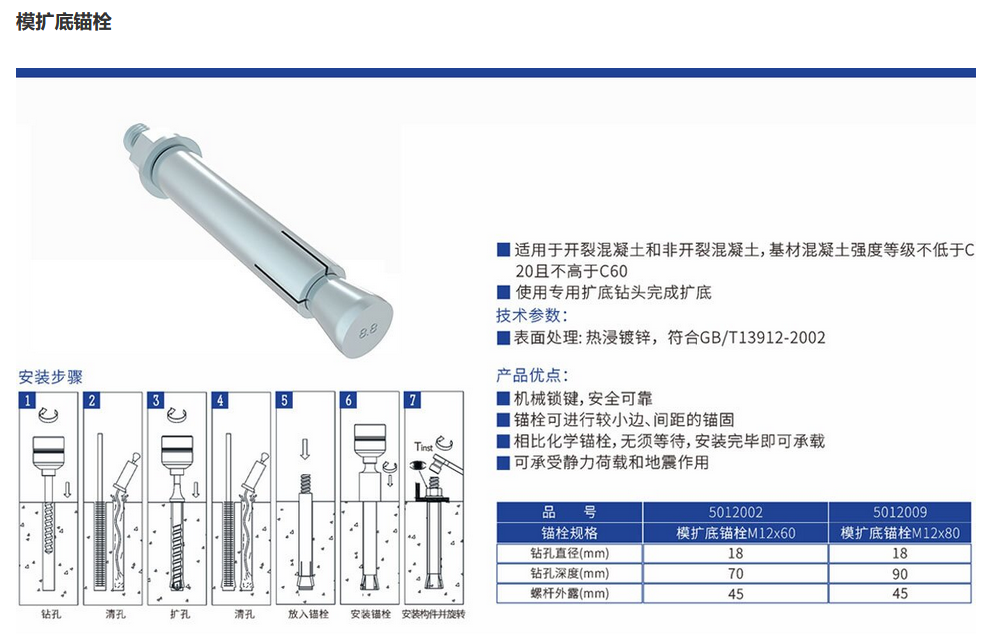 模扩底锚栓
8.8
适用于开裂混凝土和非开裂混凝土，基材混凝土强度等级不低于C
20且不高于C60
使用专用扩底钻头完成扩底
技术参数：
表面处理: 热浸镀锌，符合GB/T13912-2002
产品优点：
机械锁键，安全可靠
锚栓可进行较小边、间距的锚固
相比化学锚栓，无须等待，安装完毕即可承载
可承受静力荷载和地震作用
安装步骤
1 2 3 4 5 6 7
Tinst
钻孔 清孔 扩孔 清孔 放入锚栓 安装锚栓 安装构件并旋转
品 号 5012002 5012009
锚栓规格 模扩底锚栓M12x60 模扩底锚栓M12x80
钻孔直径(mm) 18 18
钻孔深度(mm) 70 90
螺杆外露(mm) 45 45